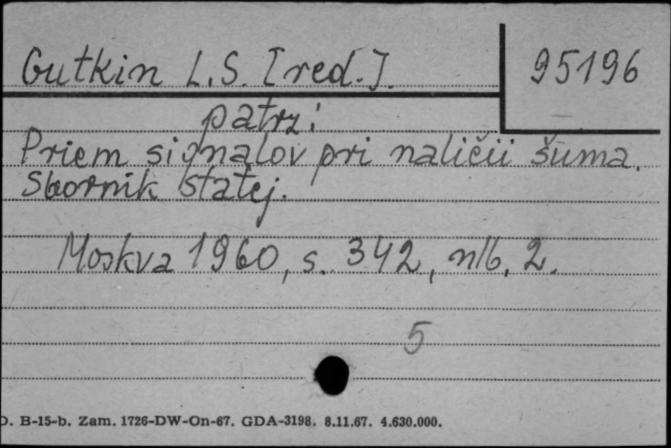 Gutkin L.S. [red.].
95196
patrz:
Priem signalov pri naličii šuma.
Sbornik statej.
Moskva 1960, s. 342, nlb. 2.
5
D. B-15-b. Zam. 1726-DW-On-67. GDA-3198. 8.11.67. 4.630.000.